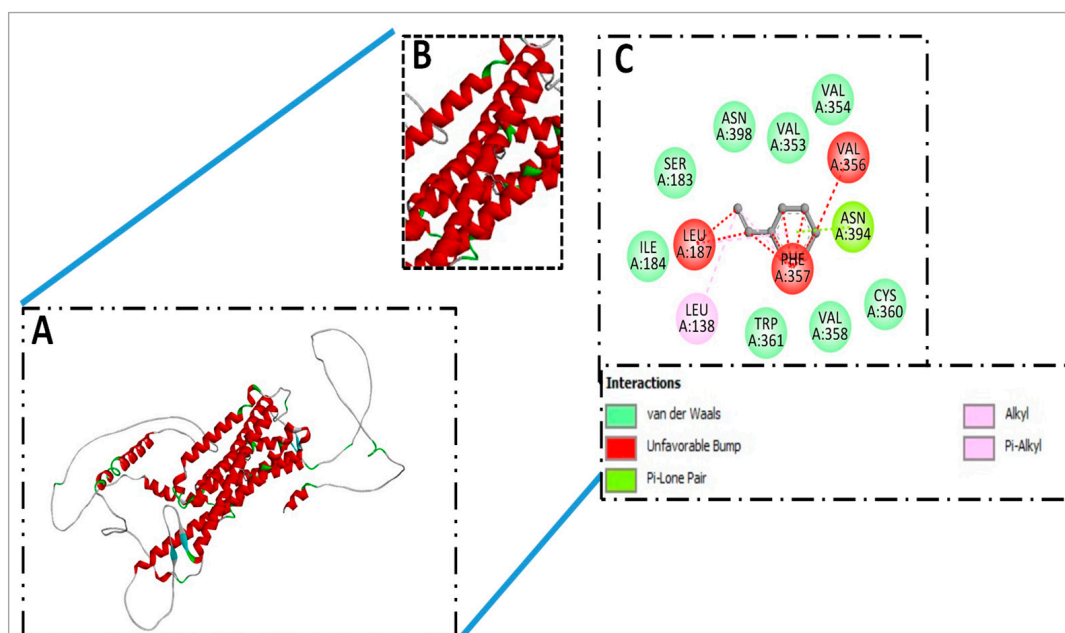 A
B
C
VAL
A:354
ASN
A:398
VAL
A:353
VAL
A:356
SER
A:183
ASN
A:394
LEU
A:187
ILE
A:184
PHE
A:357
CYS
A:360
LEU
A:138
TRP
A:361
VAL
A:358
Interactions
van der Waals
Unfavorable Bump
Pi-Lone Pair
Alkyl
Pi-Alkyl